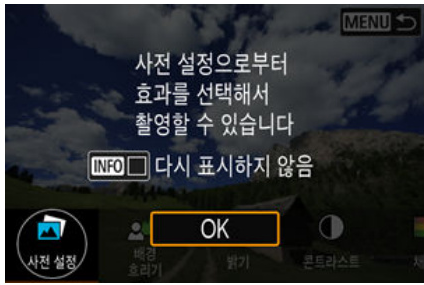 MENU
사전 설정으로부터
효과를 선택해서
촬영할 수 있습니다
INFO 다시 표시하지 않음
OK
사전 설정
배경
흐리기
밝기
콘트라스트
채